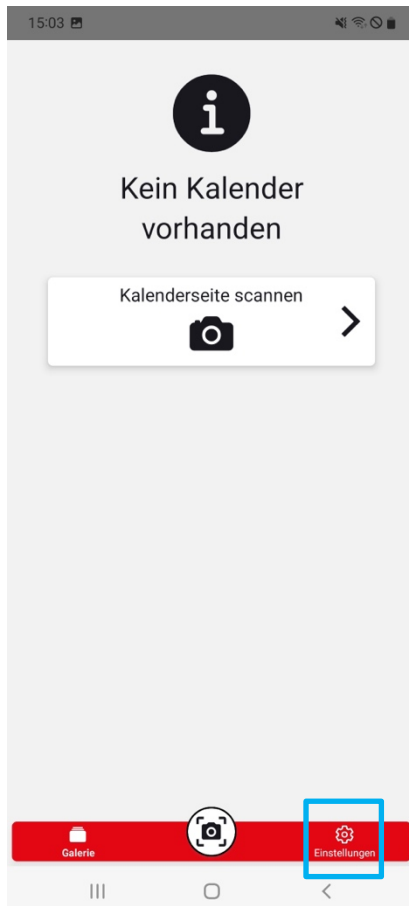 15:03
Kein Kalender
vorhanden
Kalenderseite scannen
Galerie
Einstellungen